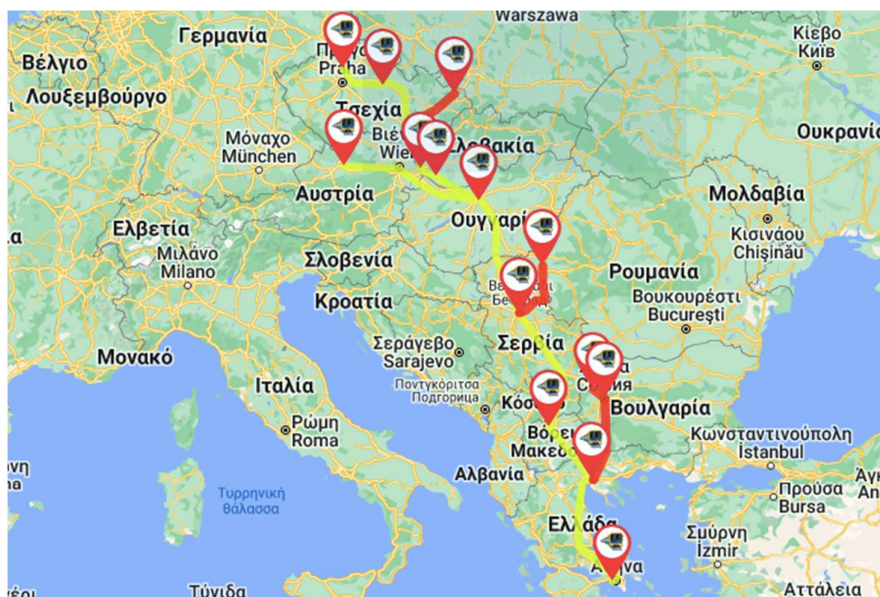 Warszawa
Γερμανία
Κίεβο
Київ
Βέλγιο
Praha
Λουξεμβούργο
Τσεχία
Ουκρανία
Μόναχο
München
Wien
Μολδαβία
Αυστρία
Ουγγαρία
Κισινάου
Chișinău
Ελβετία
Μιλάνο
Milano
Σλοβενία
Ρουμανία
Κροατία
Βουκουρέστι
București
Σεράγεβο
Sarajevo
Σερβία
Μονακό
Ιταλία
Ποντγκόριτσα
Подгорица
Βουλγαρία
Ρώμη
Roma
Κωνσταντινούπολη
İstanbul
Αλβανία
Τυρρηνική
θάλασσα
Προύσα
Bursa
Ελλάδα
Σμύρνη
İzmir
Τύνιδα
Αττάλεια